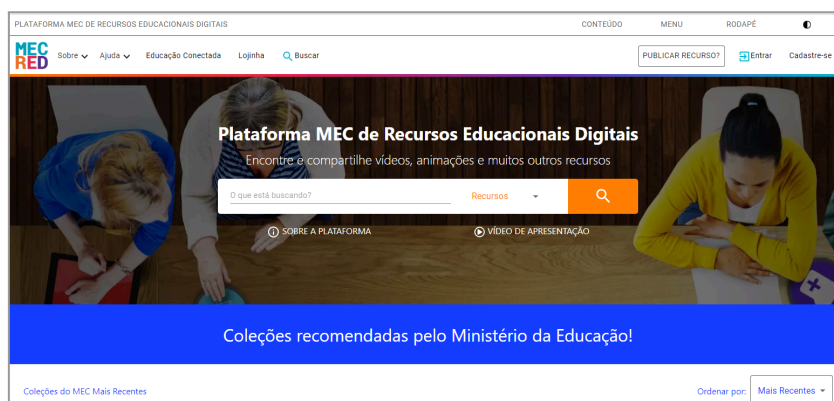 PLATAFORMA MEC DE RECURSOS EDUCACIONAIS DIGITAIS CONTEÚDO MENU RODAPÉ
MEC
RED
Sobre Ajuda Educação Conectada Lojinha Buscar PUBLICAR RECURSO? Entrar Cadastre-se
Plataforma MEC de Recursos Educacionais Digitais
Encontre e compartilhe vídeos, animações e muitos outros recursos
O que está buscando? Recursos
SOBRE A PLATAFORMA VÍDEO DE APRESENTAÇÃO
Coleções recomendadas pelo Ministério da Educação!
Coleções do MEC Mais Recentes Ordenar por: Mais Recentes